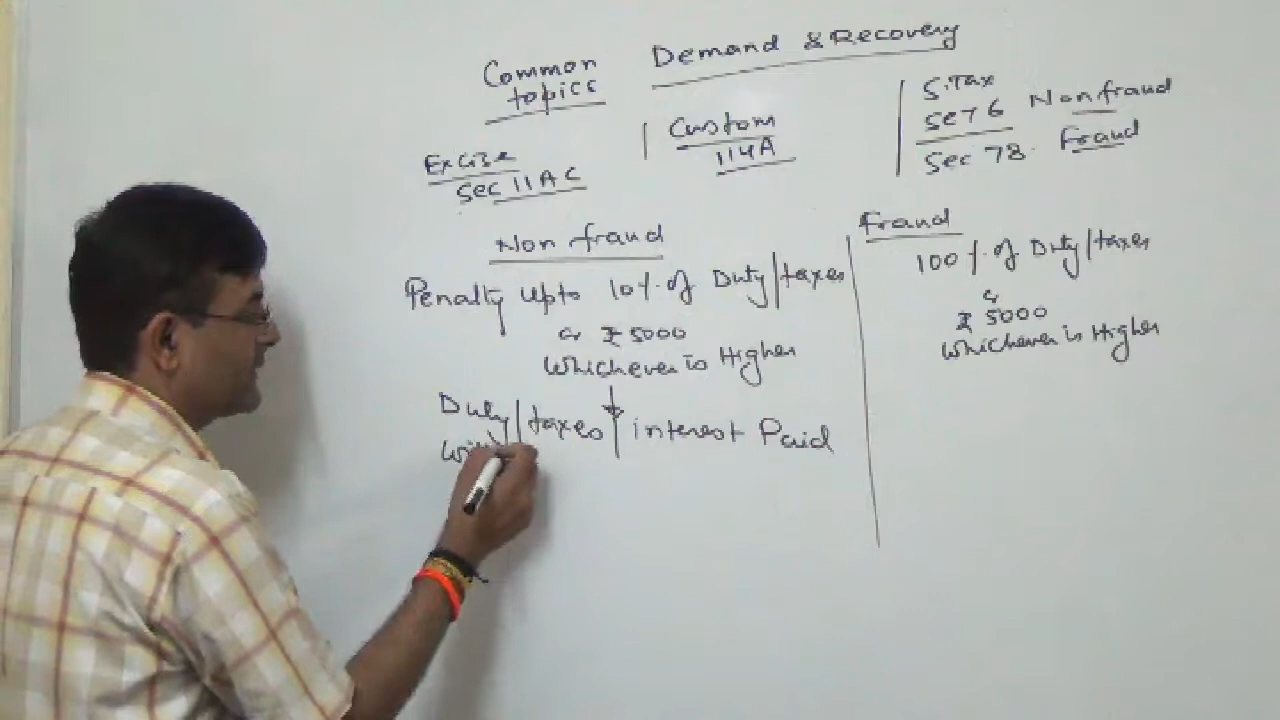 Common topics
Demand & Recovery
Excise
Sec 11AC
Custom
114A
S.Tax
Sec 76 Non fraud
Sec 78. Fraud
Non fraud
Penalty upto 10% of Duty/taxes
or ₹ 5000
Whichever is Higher
Duty/taxes + interest Paid
Fraud
100% of Duty/taxes
or
₹ 5000
Whichever is Higher